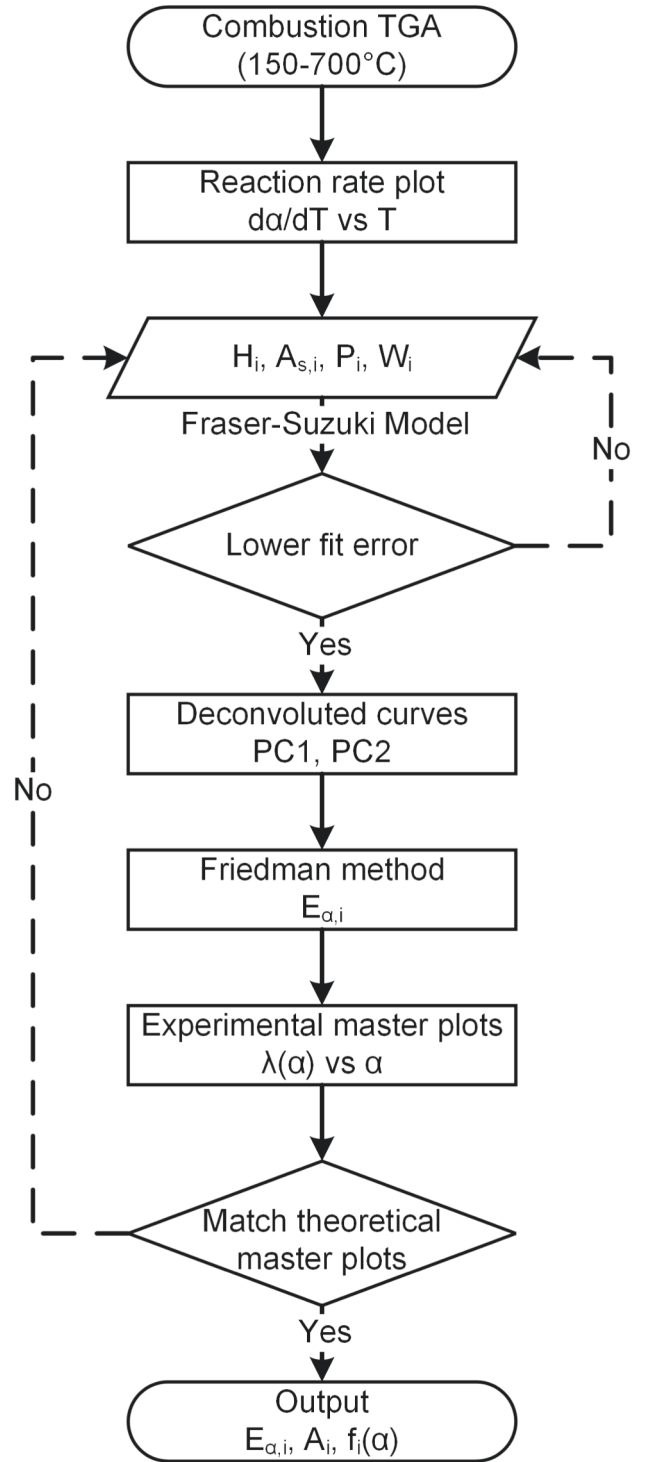 Combustion TGA
(150-700°C)
Reaction rate plot
dα/dT vs T
Hᵢ, Aₛ,ᵢ, Pᵢ, Wᵢ
Fraser-Suzuki Model
No
Lower fit error
Yes
Deconvoluted curves
PC1, PC2
No
Friedman method
E_α,i
Experimental master plots
λ(α) vs α
Match theoretical
master plots
Yes
Output
E_α,i, Aᵢ, fᵢ(α)